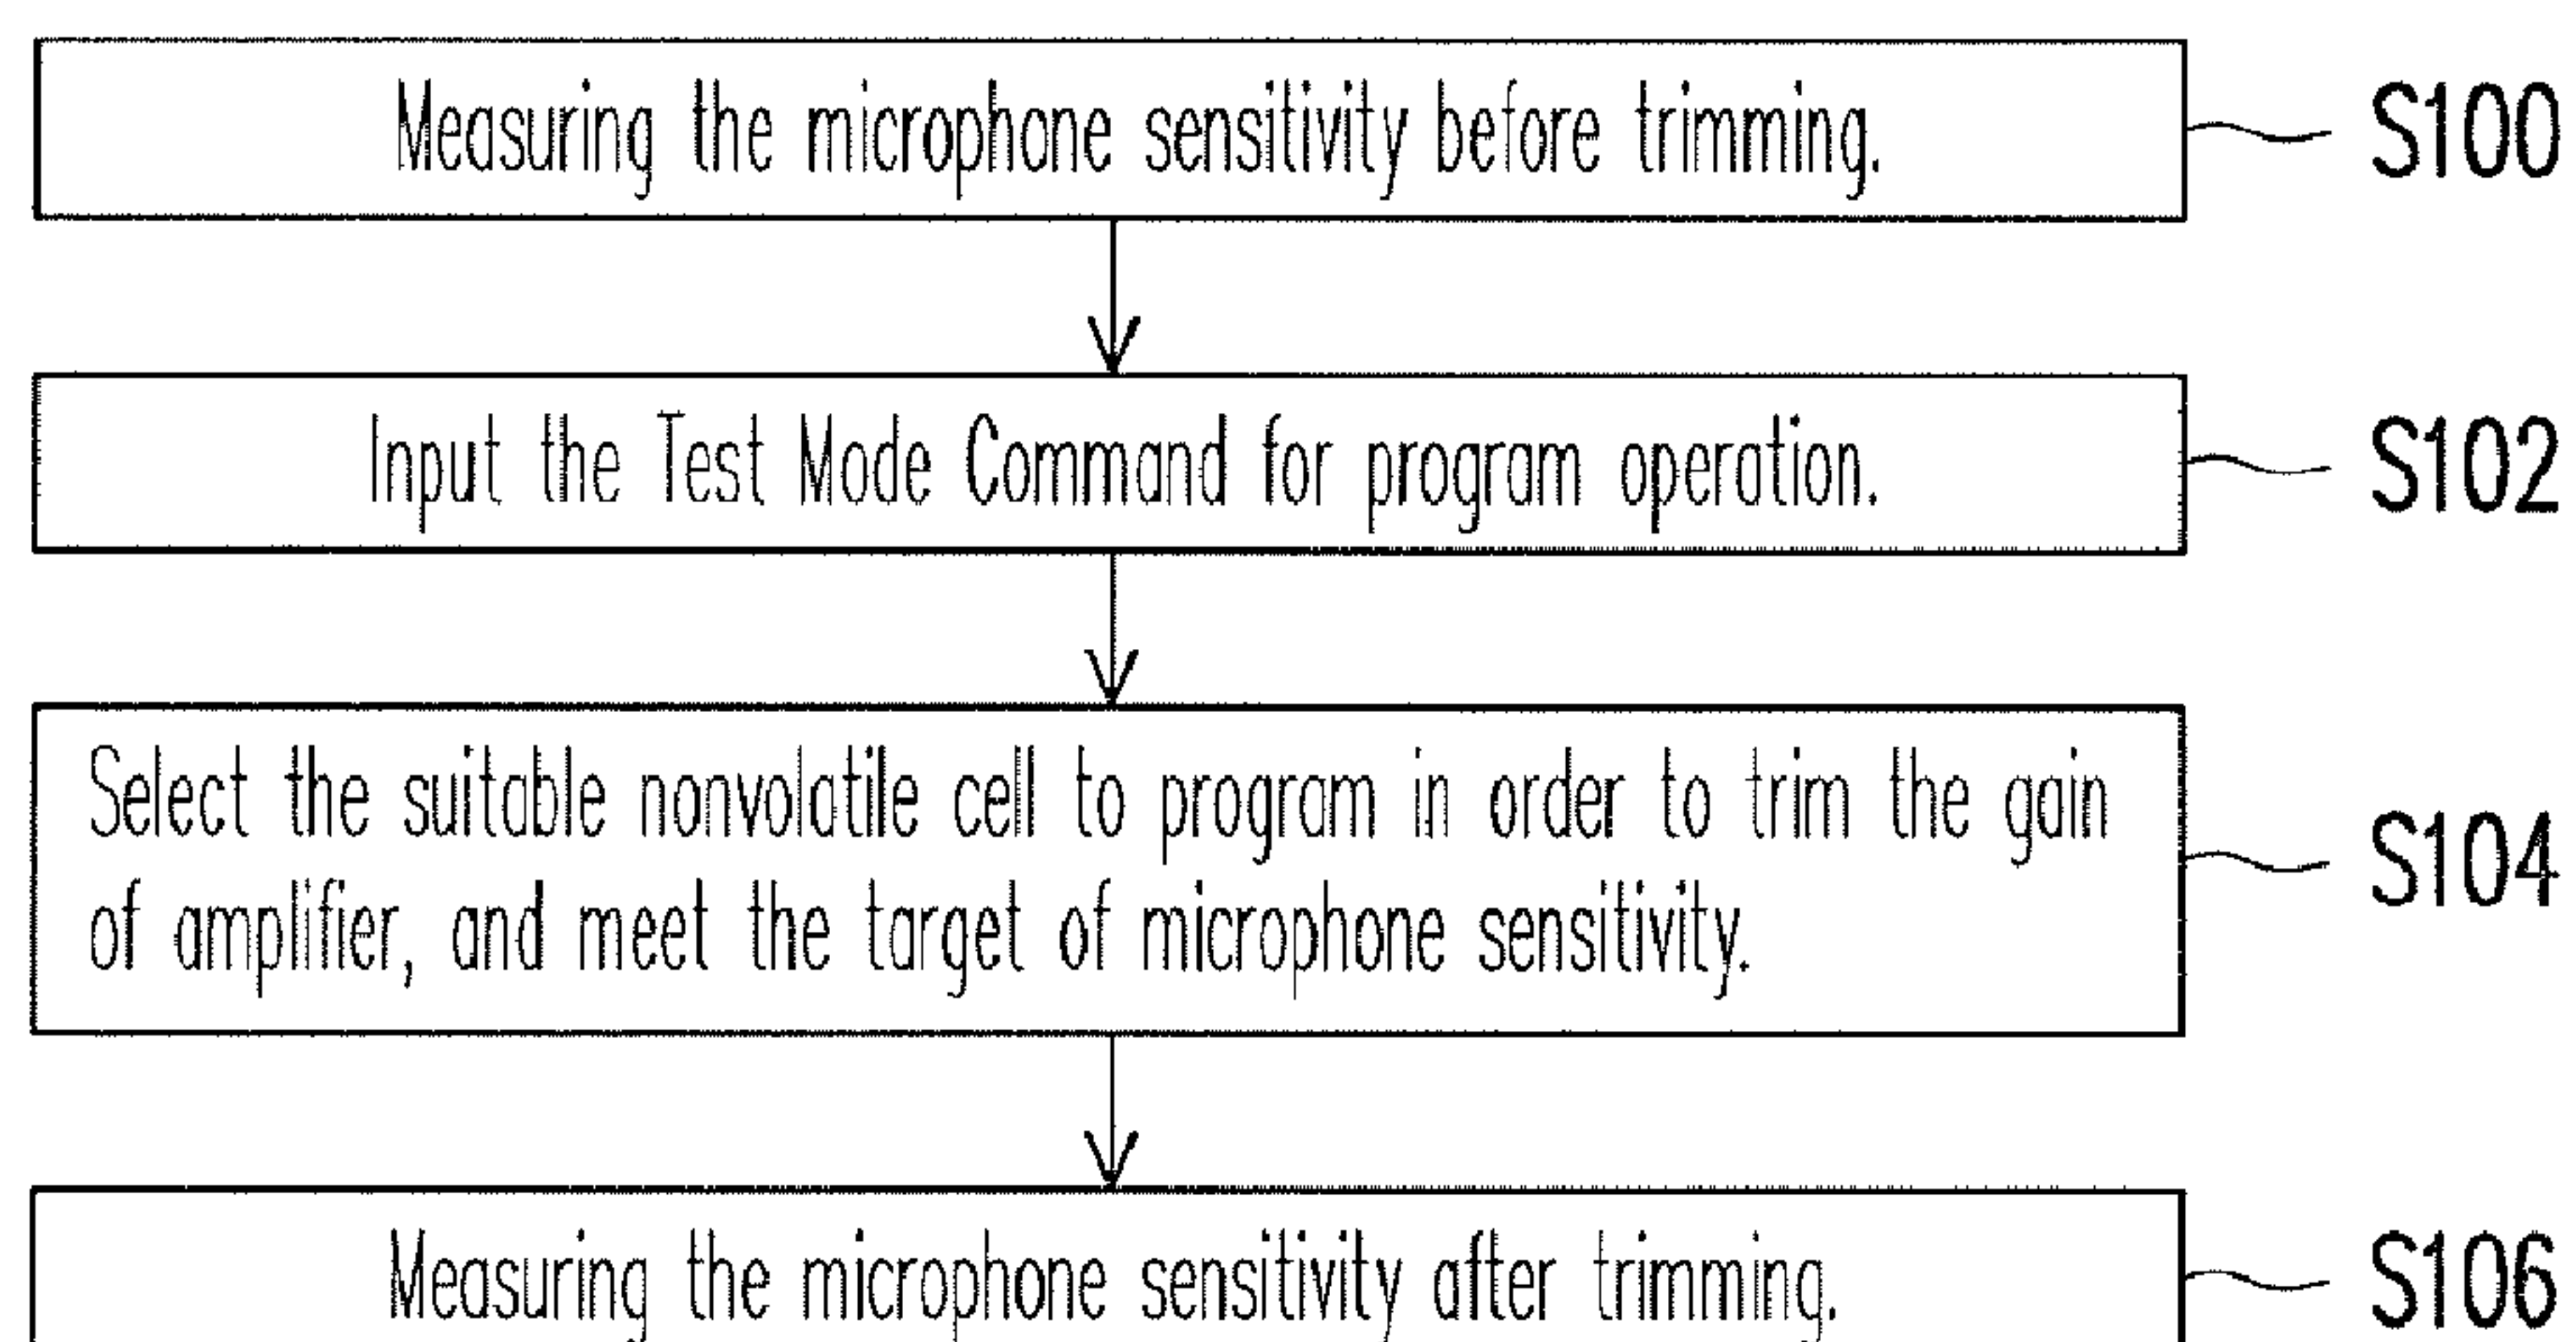 Measuring the microphone sensitivity before trimming.
S100
Input the Test Mode Command for program operation.
S102
Select the suitable nonvolatile cell to program in order to trim the gain
of amplifier, and meet the target of microphone sensitivity.
S104
Measuring the microphone sensitivity after trimming.
S106